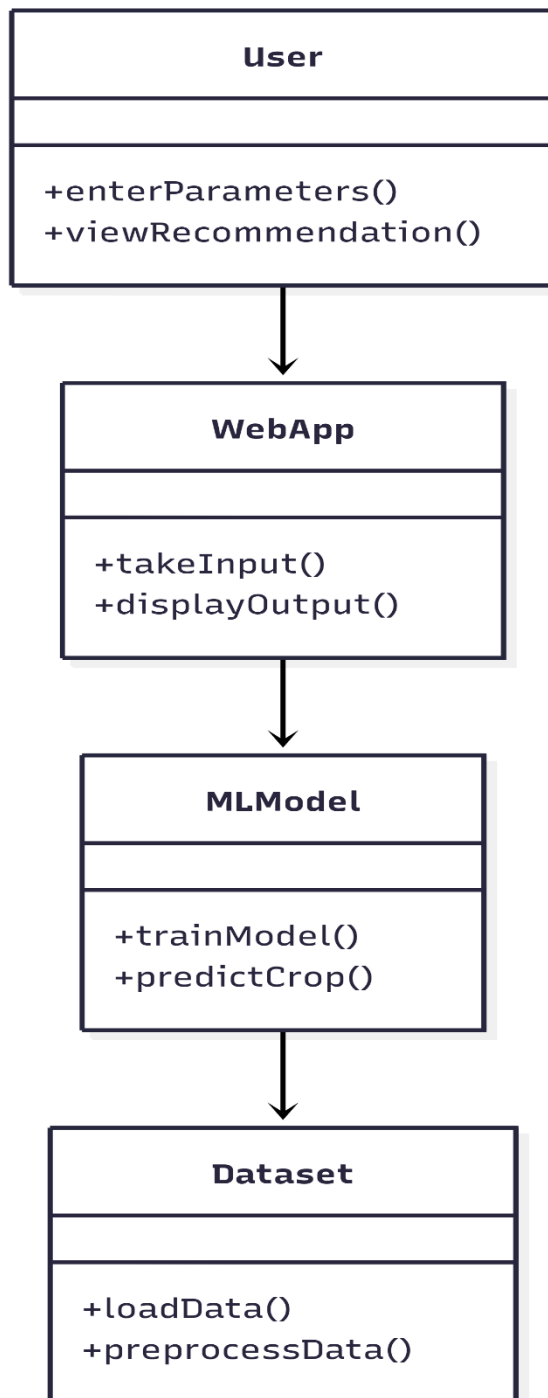 User
+enterParameters()
+viewRecommendation()
WebApp
+takeInput()
+displayOutput()
MLModel
+trainModel()
+predictCrop()
Dataset
+loadData()
+preprocessData()